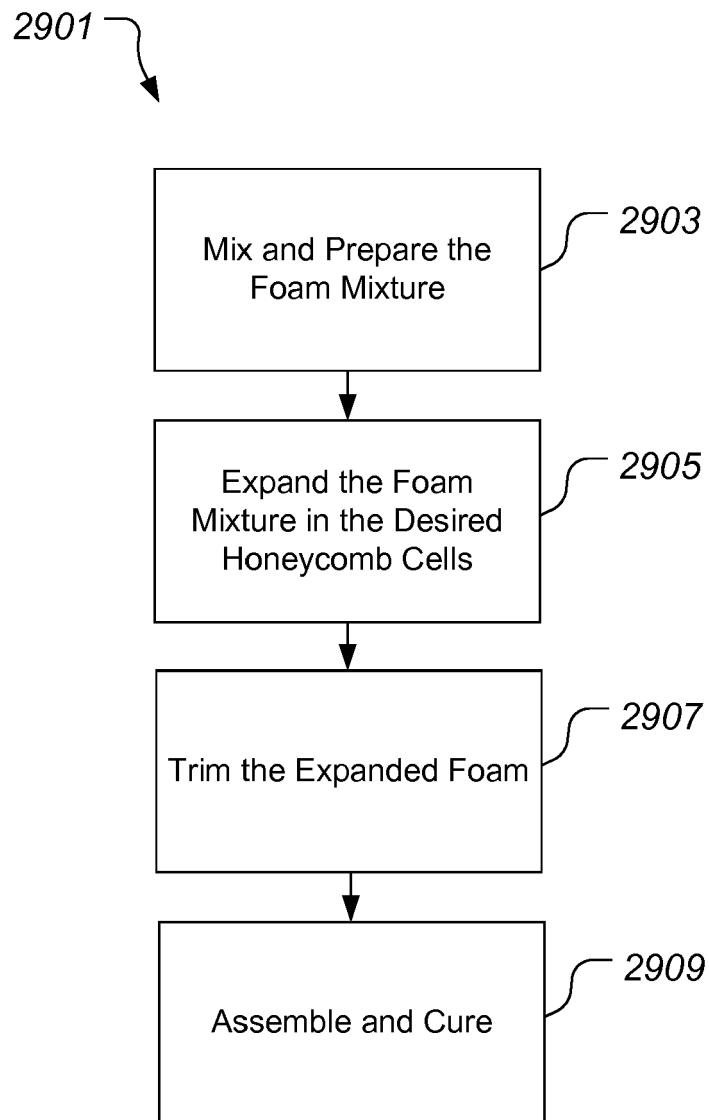 2901
Mix and Prepare the
Foam Mixture
2903
Expand the Foam
Mixture in the Desired
Honeycomb Cells
2905
Trim the Expanded Foam
2907
Assemble and Cure
2909